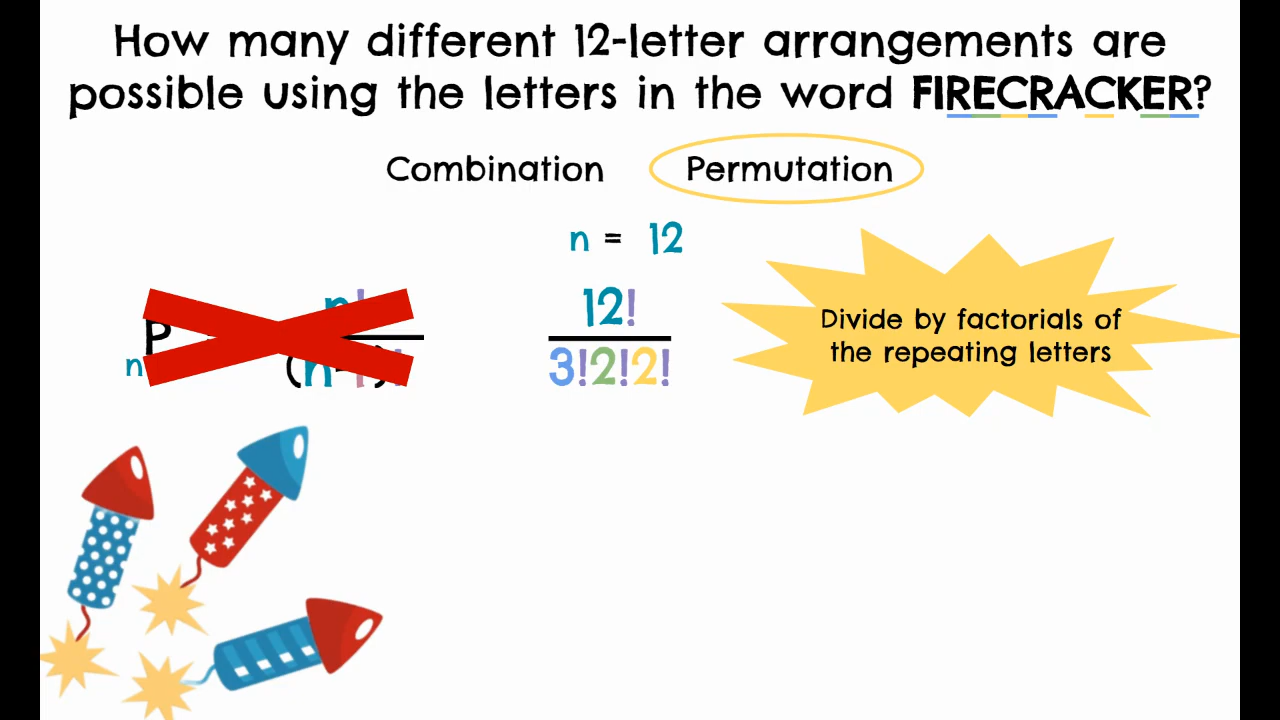 How many different 12-letter arrangements are
possible using the letters in the word FIRECRACKER?
Combination Permutation
n = 12
12!
3!2!2!
Divide by factorials of
the repeating letters
n
P
n!
(n